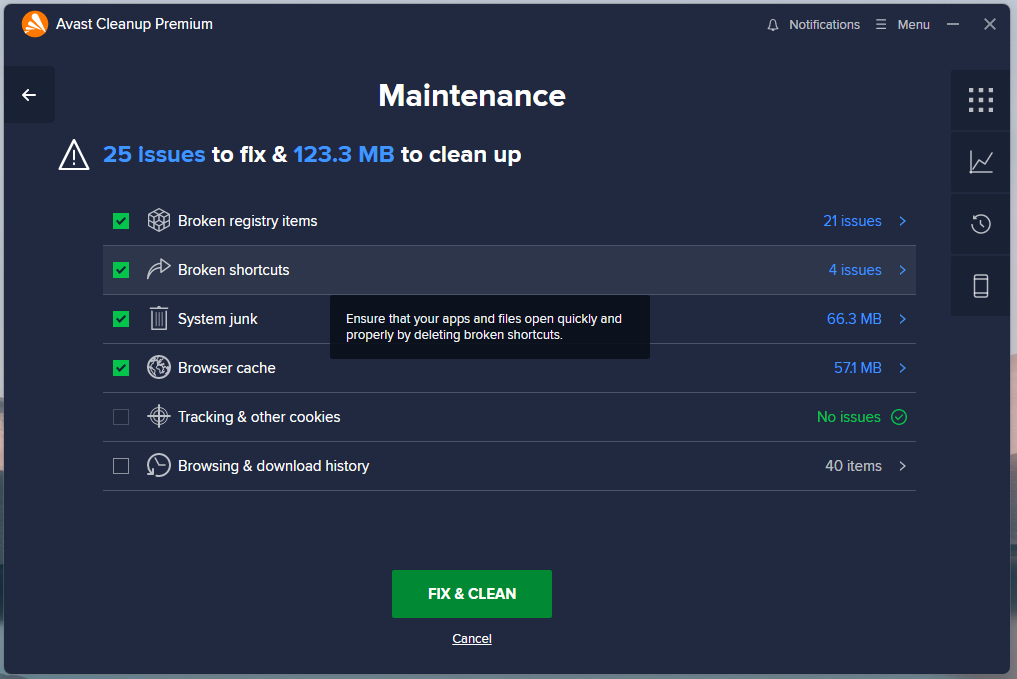 Avast Cleanup Premium
Notifications
Menu
Maintenance
25 issues to fix & 123.3 MB to clean up
Broken registry items
21 issues
Broken shortcuts
4 issues
System junk
66.3 MB
Ensure that your apps and files open quickly and
properly by deleting broken shortcuts.
Browser cache
57.1 MB
Tracking & other cookies
No issues
Browsing & download history
40 items
FIX & CLEAN
Cancel